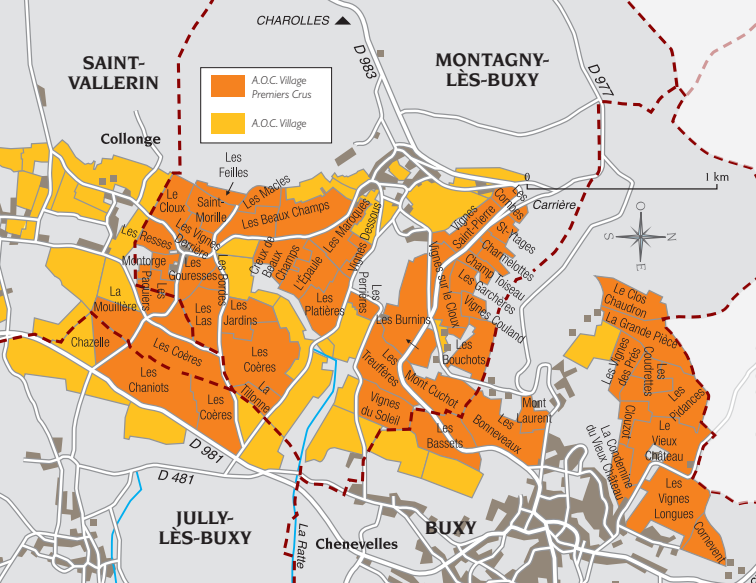 CHAROLLES
SAINT-
VALLERIN
D 983
MONTAGNY-
LÈS-BUXY
D 977
A.O.C. Village
Premiers Crus
A.O.C. Village
Collonge
Les
Feilles
0
1 km
Le
Cloux
Saint-
Morille
Les Macles
Les Beaux Champs
Les Maroques
Vignes Dessous
Vignes
Saint-Pierre
Les
Combes
Carrière
St-Ytages
Charmelottes
Champ Toiseau
Les Garchères
Vignes Couland
O
S
N
E
Les Resses
Les Vignes
Derrière
Montorge
Les
Paquiers
Les
Gouresses
Les Bordes
Creux de
Beaux
Champs
L'Épaule
Les
Platières
Les
Perrières
Vignes sur le Cloux
La
Mouillère
Les
Las
Les
Jardins
Les Burnins
Les
Bouchots
Le Clos
Chaudron
La Grande Pièce
Les Vignes
des Prés
Les
Coudrettes
Les
Pidances
Chazelle
Les Coères
Les
Coères
Les
Chaniots
Les
Coères
La
Tillonne
Les
Treuffères
Mont Cuchot
Vignes
du Soleil
Les
Bassets
Les
Bonneveaux
Mont
Laurent
Clouzot
La Condemine
du Vieux Château
Le
Vieux
Château
Les
Vignes
Longues
Cornevent
D 981
D 481
JULLY-
LÈS-BUXY
La Ratte
Chenevelles
BUXY